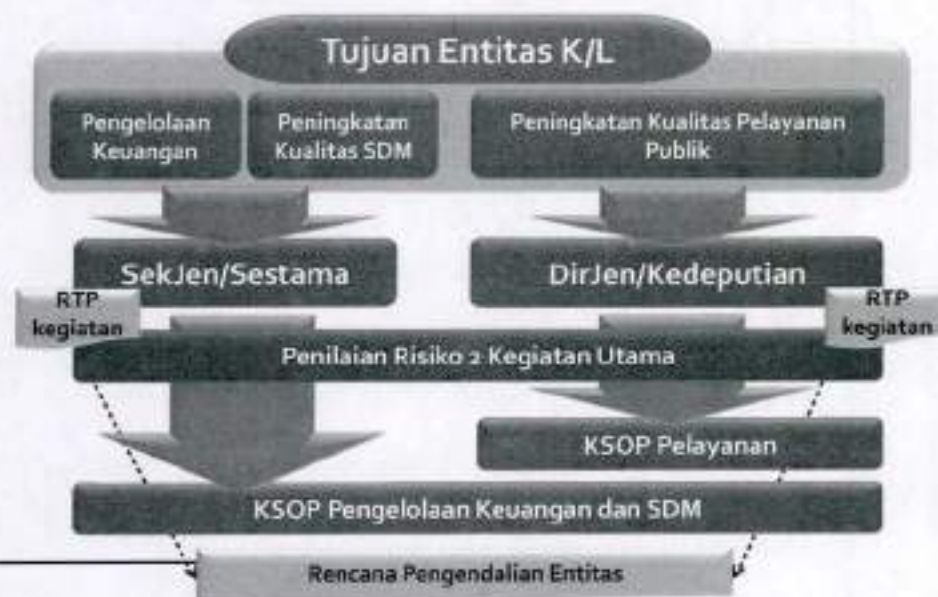 Tujuan Entitas K/L
Pengelolaan
Keuangan
Peningkatan
Kualitas SDM
Peningkatan Kualitas Pelayanan
Publik
SekJen/Sestama
DirJen/Kedeputian
RTP
kegiatan
RTP
kegiatan
Penilaian Risiko 2 Kegiatan Utama
KSOP Pelayanan
KSOP Pengelolaan Keuangan dan SDM
Rencana Pengendalian Entitas